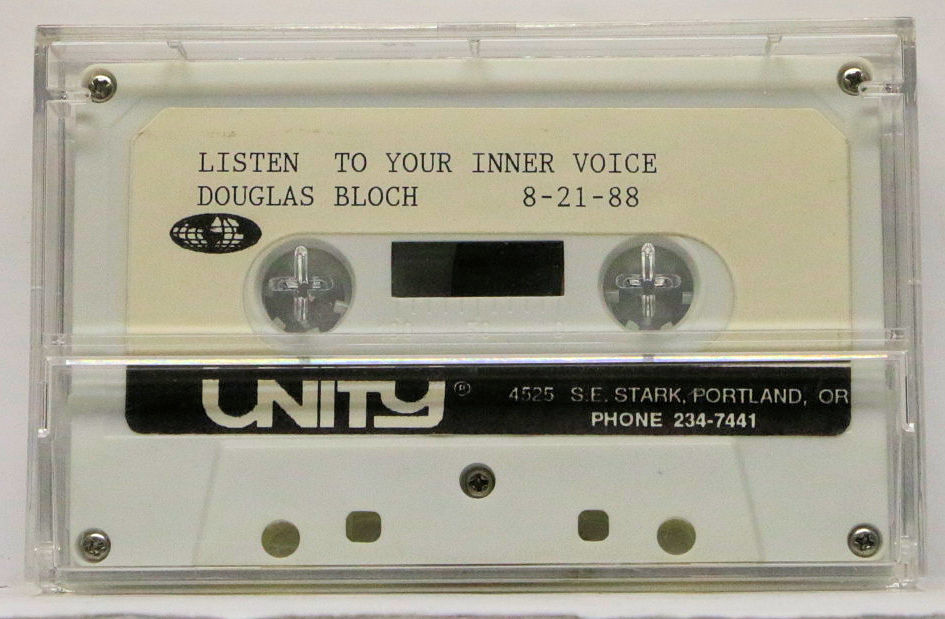 LISTEN TO YOUR INNER VOICE
DOUGLAS BLOCH 8-21-88
UNITY® 4525 S.E. STARK, PORTLAND, OR
PHONE 234-7441